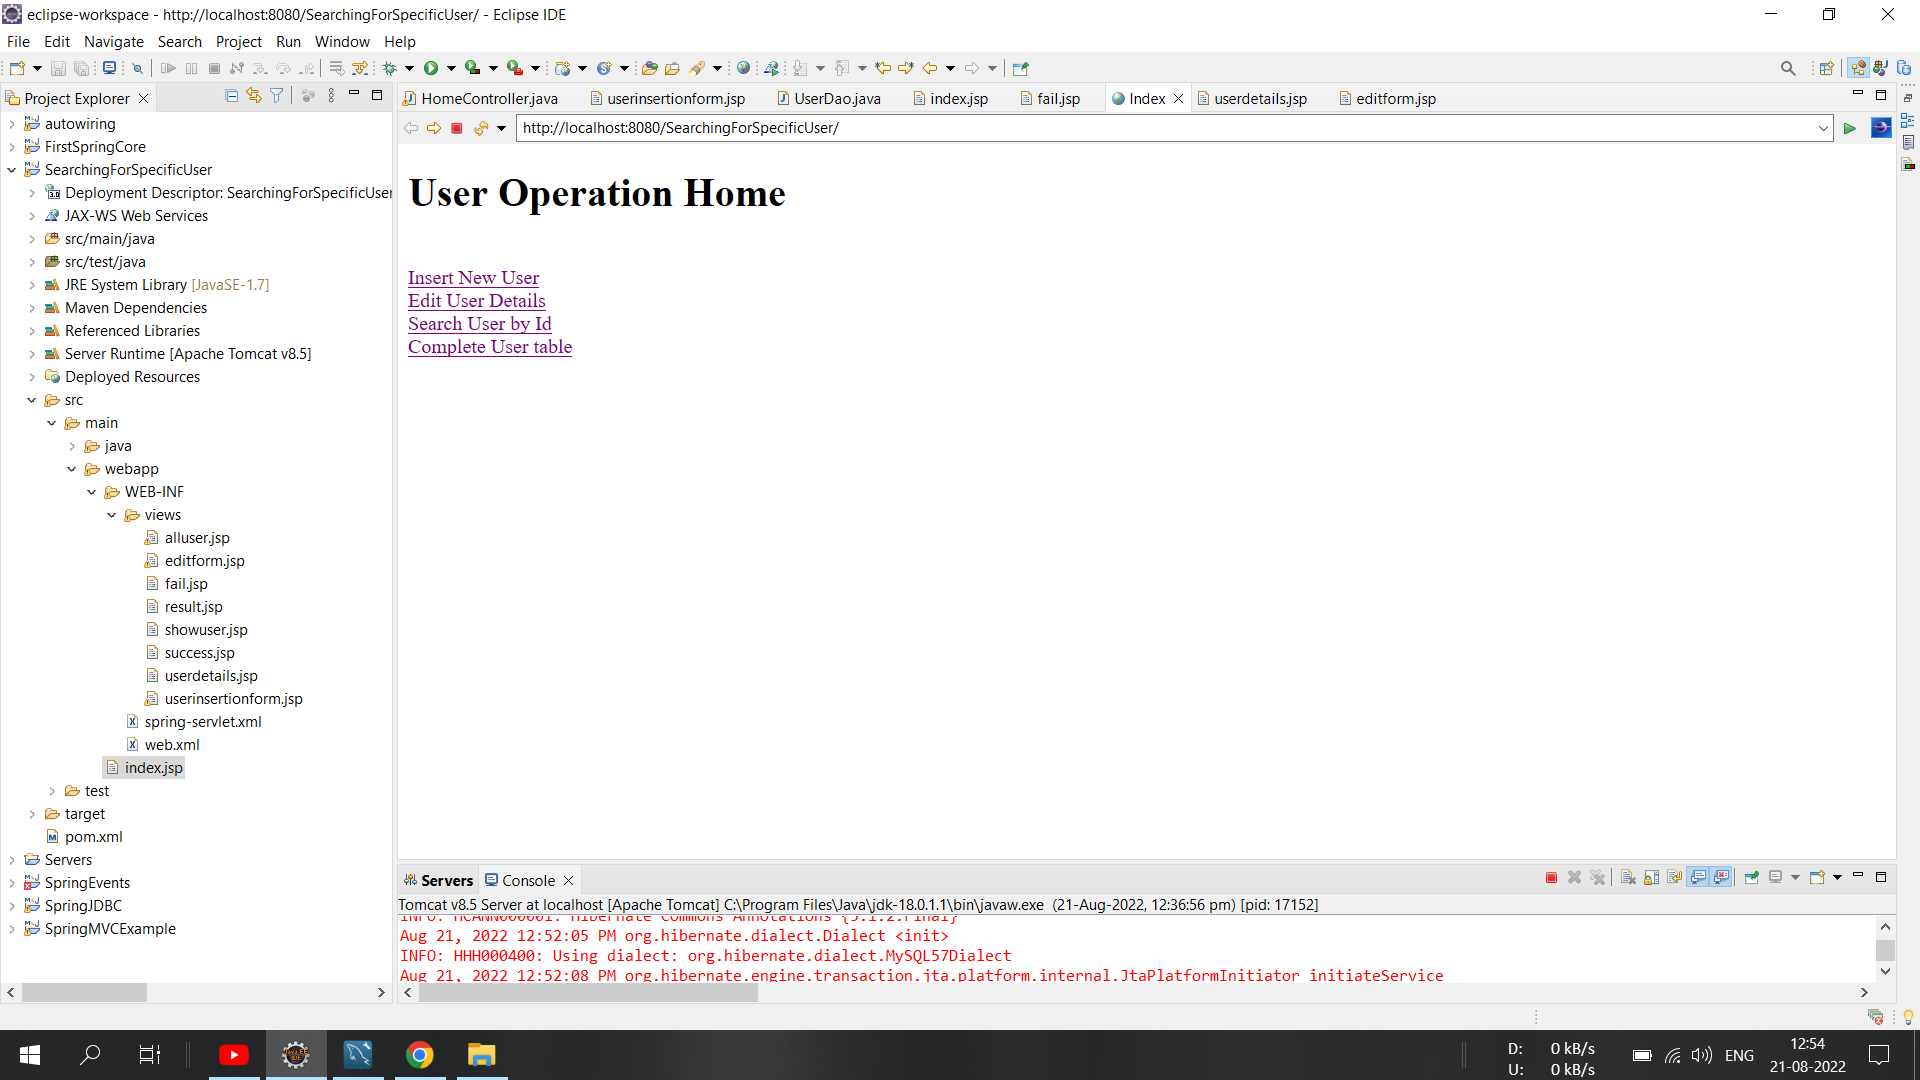 eclipse-workspace - http://localhost:8080/SearchingForSpecificUser/ - Eclipse IDE
File Edit Navigate Search Project Run Window Help
Project Explorer
autowiring
FirstSpringCore
SearchingForSpecificUser
Deployment Descriptor: SearchingForSpecificUser
JAX-WS Web Services
src/main/java
src/test/java
JRE System Library [JavaSE-1.7]
Maven Dependencies
Referenced Libraries
Server Runtime [Apache Tomcat v8.5]
Deployed Resources
src
main
java
webapp
WEB-INF
views
alluser.jsp
editform.jsp
fail.jsp
result.jsp
showuser.jsp
success.jsp
userdetails.jsp
userinsertionform.jsp
spring-servlet.xml
web.xml
index.jsp
test
target
pom.xml
Servers
SpringEvents
SpringJDBC
SpringMVCExample
HomeController.java userinsertionform.jsp UserDao.java index.jsp fail.jsp Index userdetails.jsp editform.jsp
http://localhost:8080/SearchingForSpecificUser/
User Operation Home
Insert New User
Edit User Details
Search User by Id
Complete User table
Servers Console
Tomcat v8.5 Server at localhost [Apache Tomcat] C:\Program Files\Java\jdk-18.0.1.1\bin\javaw.exe (21-Aug-2022, 12:36:56 pm) [pid: 17152]
INFO: HCANN000001: Hibernate Commons Annotations {5.1.2.Final}
Aug 21, 2022 12:52:05 PM org.hibernate.dialect.Dialect <init>
INFO: HHH000400: Using dialect: org.hibernate.dialect.MySQL57Dialect
Aug 21, 2022 12:52:08 PM org.hibernate.engine.transaction.jta.platform.internal.JtaPlatformInitiator initiateService
D: 0 kB/s
U: 0 kB/s
ENG
12:54
21-08-2022